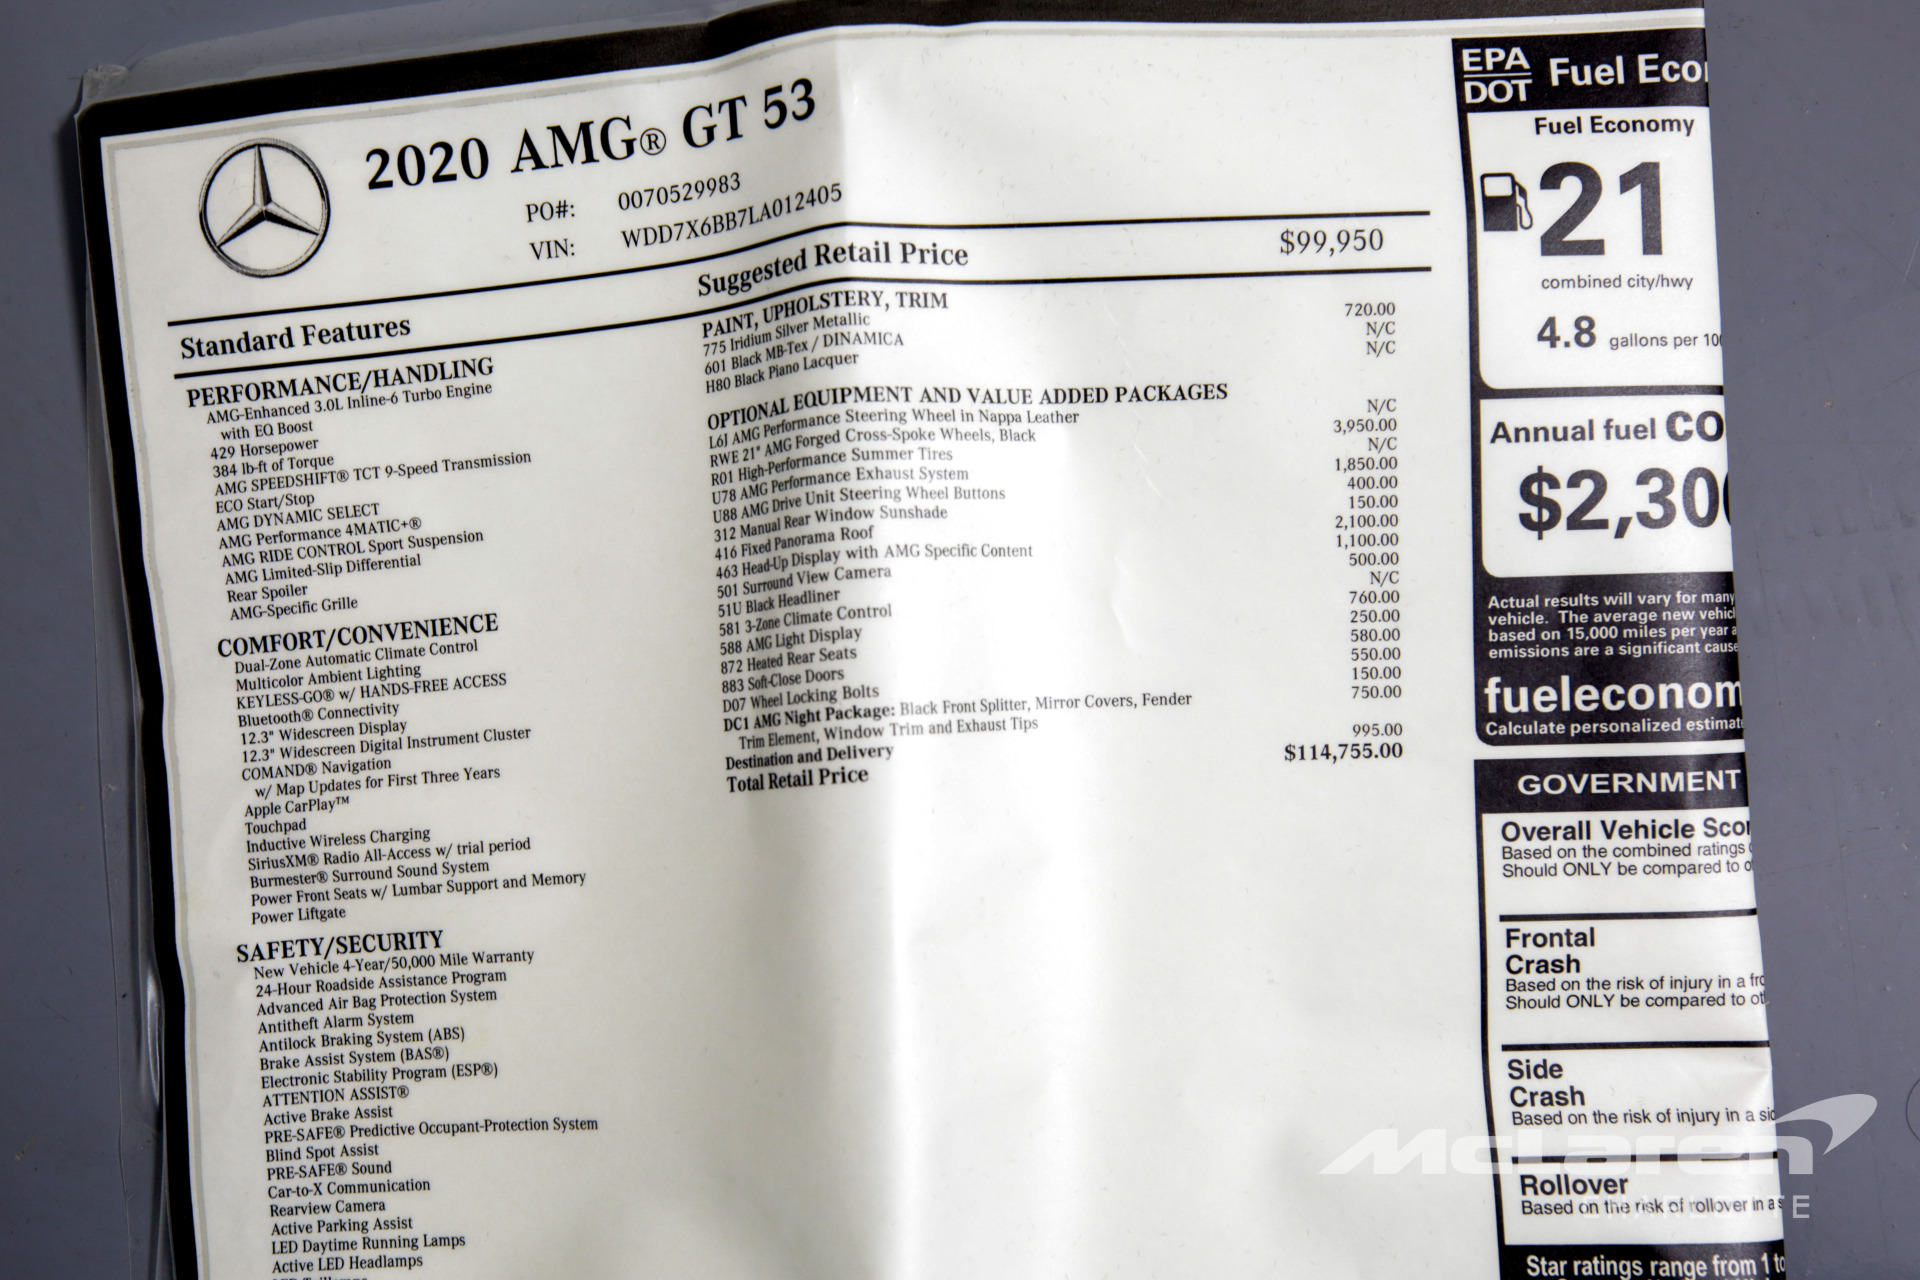 2020 AMG® GT 53
PO#: 0070529983
VIN: WDD7X6BB7LA012405
Suggested Retail Price $99,950
Standard Features
PERFORMANCE/HANDLING
AMG-Enhanced 3.0L Inline-6 Turbo Engine
with EQ Boost
429 Horsepower
384 lb-ft of Torque
AMG SPEEDSHIFT® TCT 9-Speed Transmission
ECO Start/Stop
AMG DYNAMIC SELECT
AMG Performance 4MATIC+®
AMG RIDE CONTROL Sport Suspension
AMG Limited-Slip Differential
Rear Spoiler
AMG-Specific Grille
COMFORT/CONVENIENCE
Dual-Zone Automatic Climate Control
Multicolor Ambient Lighting
KEYLESS-GO® w/ HANDS-FREE ACCESS
Bluetooth® Connectivity
12.3" Widescreen Display
12.3" Widescreen Digital Instrument Cluster
COMAND® Navigation
w/ Map Updates for First Three Years
Apple CarPlay™
Touchpad
Inductive Wireless Charging
SiriusXM® Radio All-Access w/ trial period
Burmester® Surround Sound System
Power Front Seats w/ Lumbar Support and Memory
Power Liftgate
SAFETY/SECURITY
New Vehicle 4-Year/50,000 Mile Warranty
24-Hour Roadside Assistance Program
Advanced Air Bag Protection System
Antitheft Alarm System
Antilock Braking System (ABS)
Brake Assist System (BAS®)
Electronic Stability Program (ESP®)
ATTENTION ASSIST®
Active Brake Assist
PRE-SAFE® Predictive Occupant-Protection System
Blind Spot Assist
PRE-SAFE® Sound
Car-to-X Communication
Rearview Camera
Active Parking Assist
LED Daytime Running Lamps
Active LED Headlamps
PAINT, UPHOLSTERY, TRIM
775 Iridium Silver Metallic 720.00
601 Black MB-Tex / DINAMICA N/C
H80 Black Piano Lacquer N/C
OPTIONAL EQUIPMENT AND VALUE ADDED PACKAGES
L6J AMG Performance Steering Wheel in Nappa Leather N/C
RWE 21" AMG Forged Cross-Spoke Wheels, Black 3,950.00
R01 High-Performance Summer Tires N/C
U78 AMG Performance Exhaust System 1,850.00
U88 AMG Drive Unit Steering Wheel Buttons 400.00
312 Manual Rear Window Sunshade 150.00
416 Fixed Panorama Roof 2,100.00
463 Head-Up Display with AMG Specific Content 1,100.00
501 Surround View Camera 500.00
51U Black Headliner N/C
581 3-Zone Climate Control 760.00
588 AMG Light Display 250.00
872 Heated Rear Seats 580.00
883 Soft-Close Doors 550.00
D07 Wheel Locking Bolts 150.00
DC1 AMG Night Package: Black Front Splitter, Mirror Covers, Fender 750.00
Trim Element, Window Trim and Exhaust Tips
Destination and Delivery 995.00
Total Retail Price $114,755.00
EPA
DOT
Fuel Eco
Fuel Economy
21
combined city/hwy
4.8 gallons per 10
Annual fuel CO
$2,30
Actual results will vary for many
vehicle. The average new vehic
based on 15,000 miles per year
emissions are a significant cause
fueleconom
Calculate personalized estimat
GOVERNMENT
Overall Vehicle Scor
Based on the combined ratings
Should ONLY be compared to o
Frontal
Crash
Based on the risk of injury in a fro
Should ONLY be compared to ot
Side
Crash
Based on the risk of injury in a sid
Rollover
Based on the risk of rollover in a s
Star ratings range from 1 to
McLaren